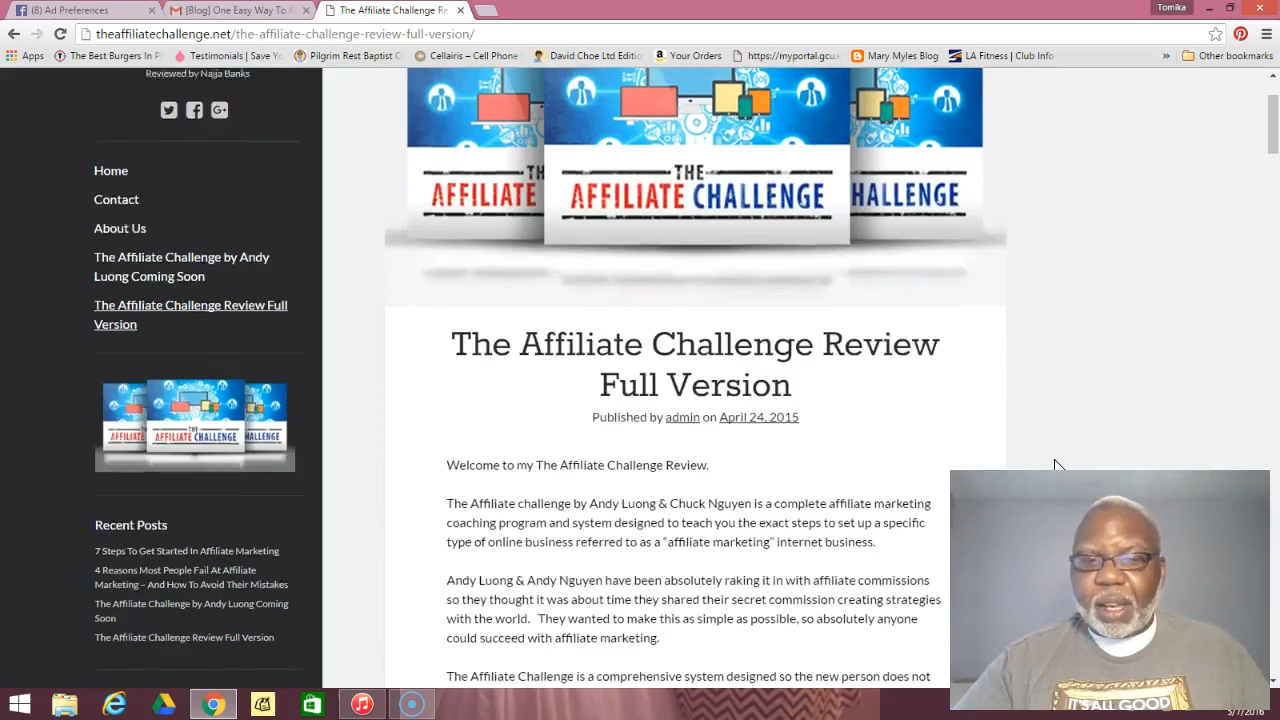 (8) Ad Preferences
[Blog] One Easy Way To
The Affiliate Challenge Re
Tomika
theaffiliatechallenge.net/the-affiliate-challenge-review-full-version/
Apps
The Best Burgers In P
Testimonials | Save Yo
Pilgrim Rest Baptist C
Cellairis – Cell Phone
David Choe Ltd Editio
Your Orders
https://myportal.gcu.e
Mary Myles Blog
LA Fitness | Club Info
»
Other bookmarks
Reviewed by Najja Banks
Home
Contact
About Us
The Affiliate Challenge by Andy
Luong Coming Soon
The Affiliate Challenge Review Full
Version
THE
AFFILIATE CHALLENGE
Recent Posts
7 Steps To Get Started In Affiliate Marketing
4 Reasons Most People Fail At Affiliate
Marketing – And How To Avoid Their Mistakes
The Affiliate Challenge by Andy Luong Coming
Soon
The Affiliate Challenge Review Full Version
TH
AFFILIATE
THE
AFFILIATE CHALLENGE
CHALLENGE
The Affiliate Challenge Review
Full Version
Published by admin on April 24, 2015
Welcome to my The Affiliate Challenge Review.
The Affiliate challenge by Andy Luong & Chuck Nguyen is a complete affiliate marketing
coaching program and system designed to teach you the exact steps to set up a specific
type of online business referred to as a “affiliate marketing” internet business.
Andy Luong & Andy Nguyen have been absolutely raking it in with affiliate commissions
so they thought it was about time they shared their secret commission creating strategies
with the world. They wanted to make this as simple as possible, so absolutely anyone
could succeed with affiliate marketing.
The Affiliate Challenge is a comprehensive system designed so the new person does not
IT'S ALL GOOD
5/7/2016